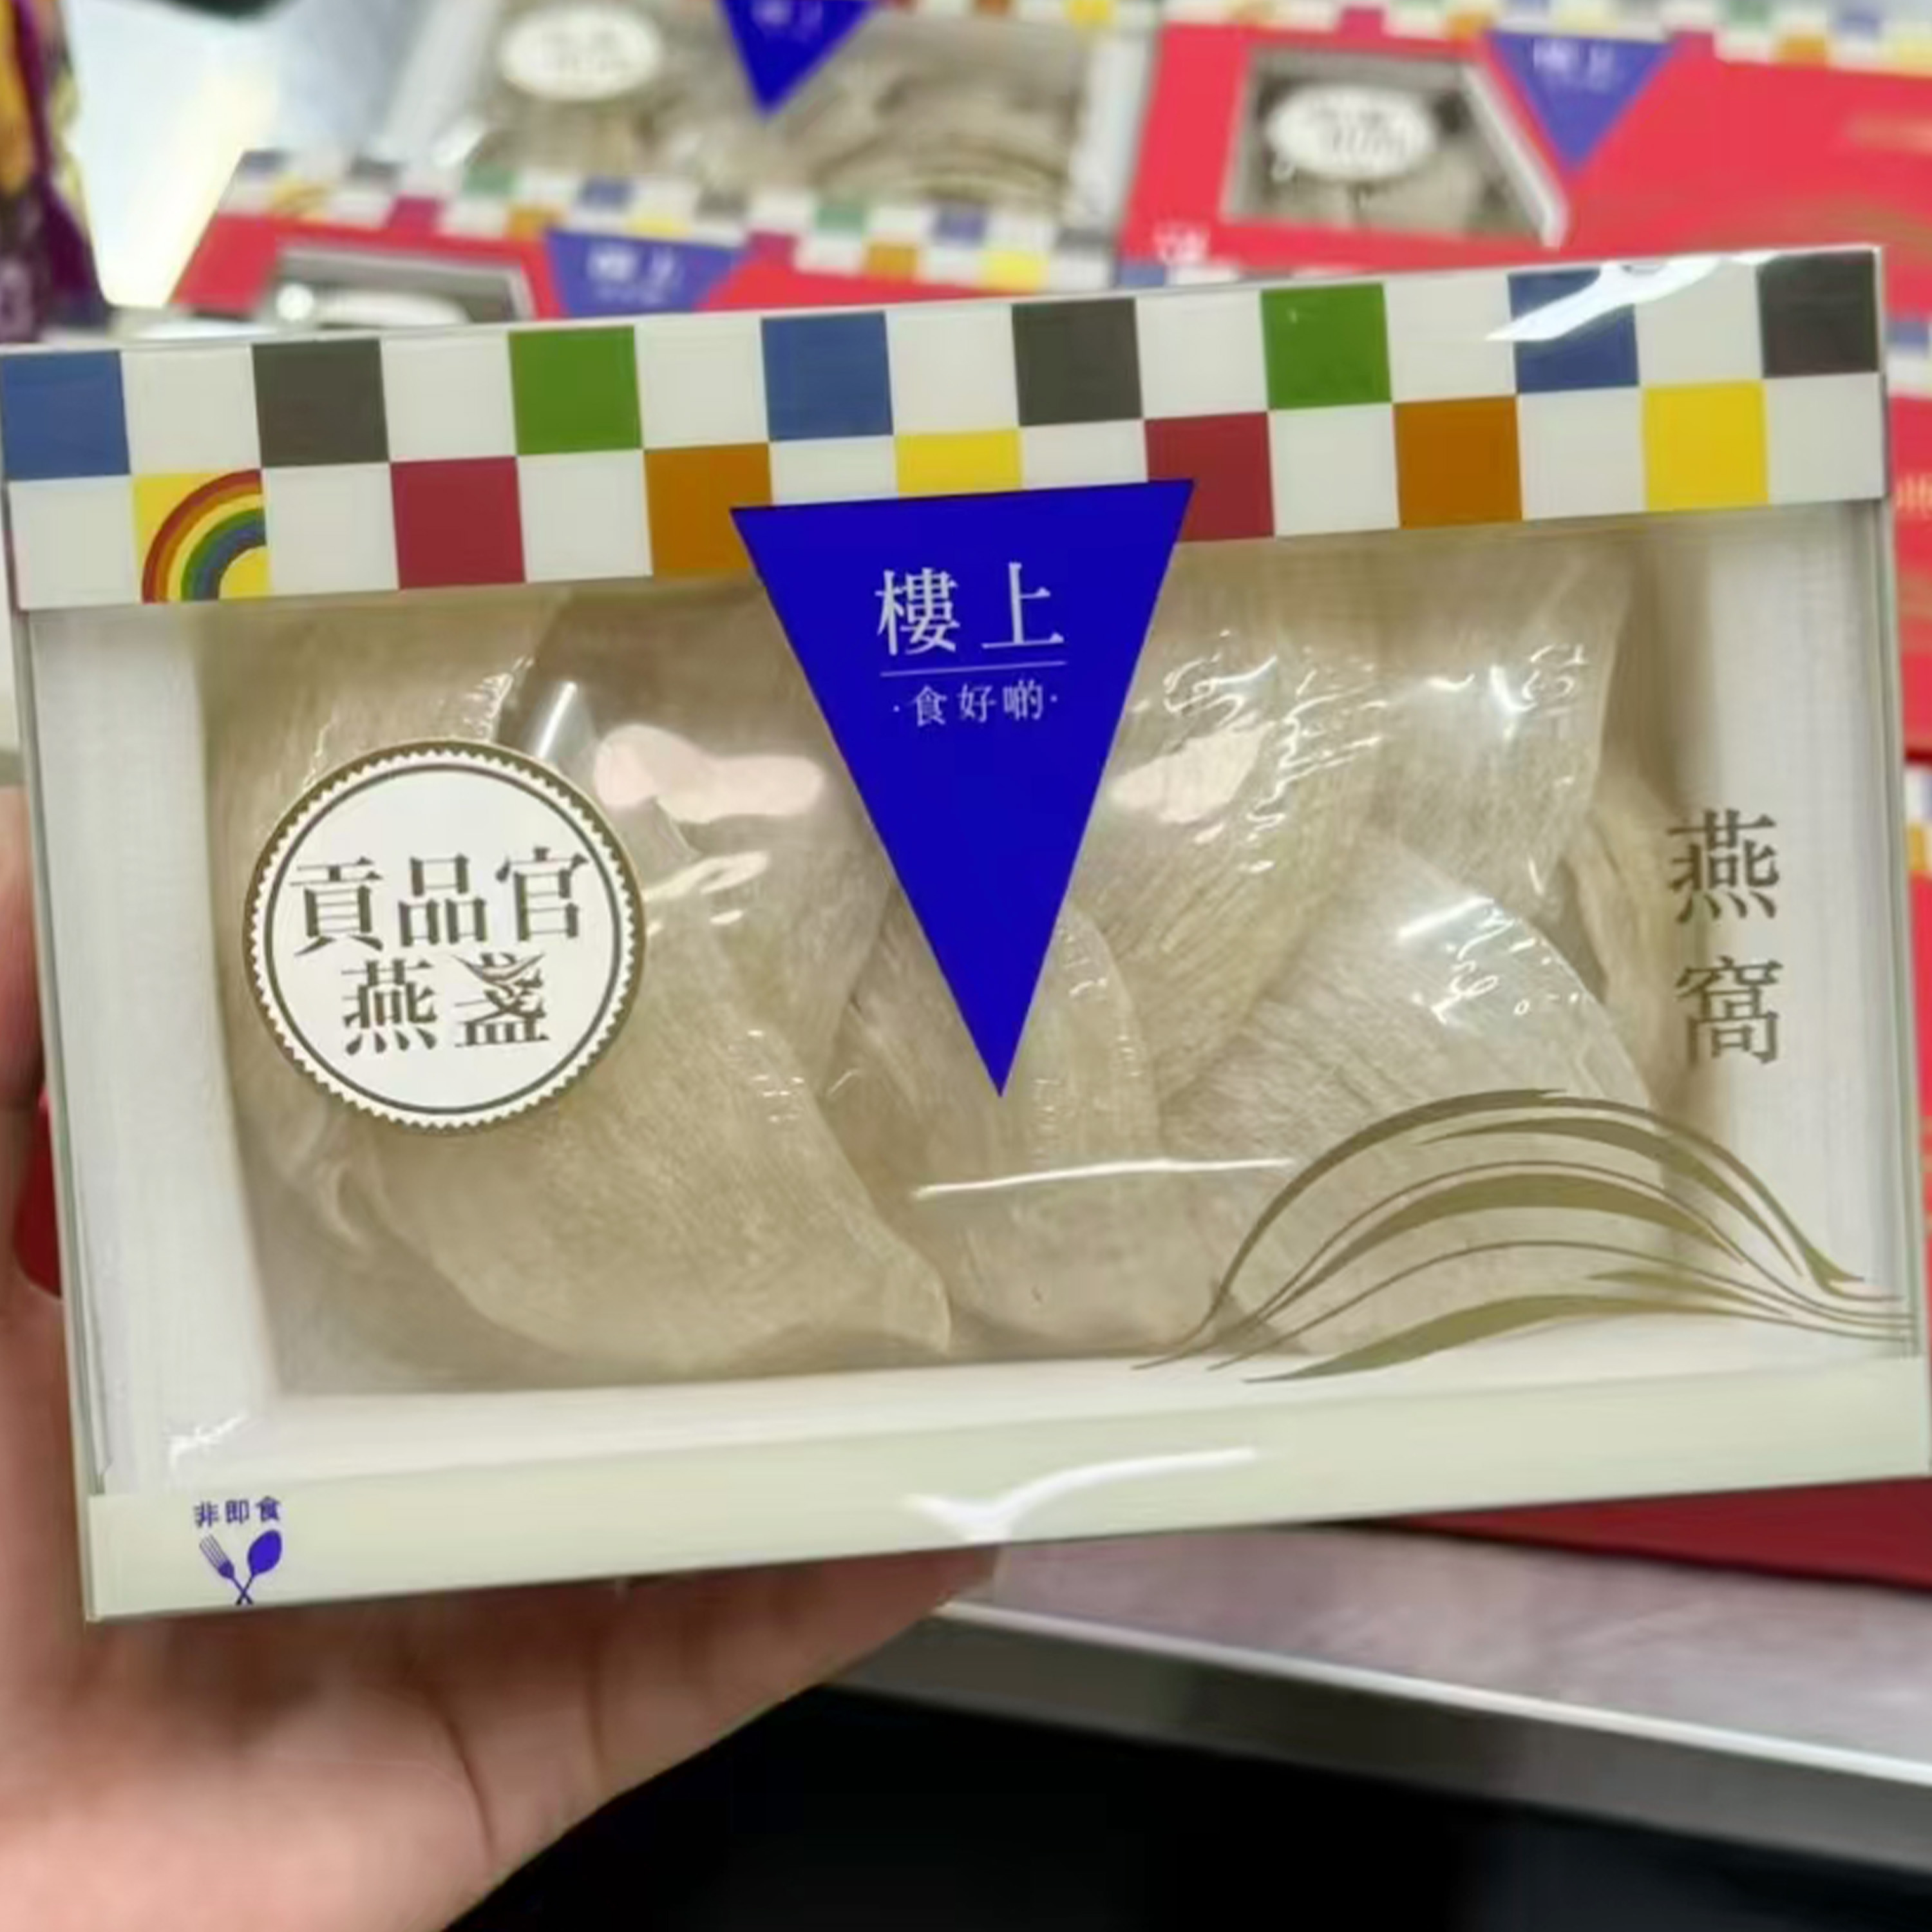 樓上
·食好啲·
貢品官
燕盞
燕窩
非即食